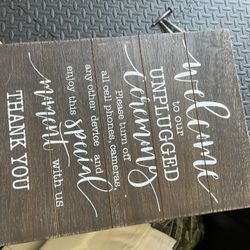 welcome
to our
UNPLUGGED
ceremony
Please turn off
all cell phones, cameras,
any other device and
enjoy this special
moment with us
THANK YOU